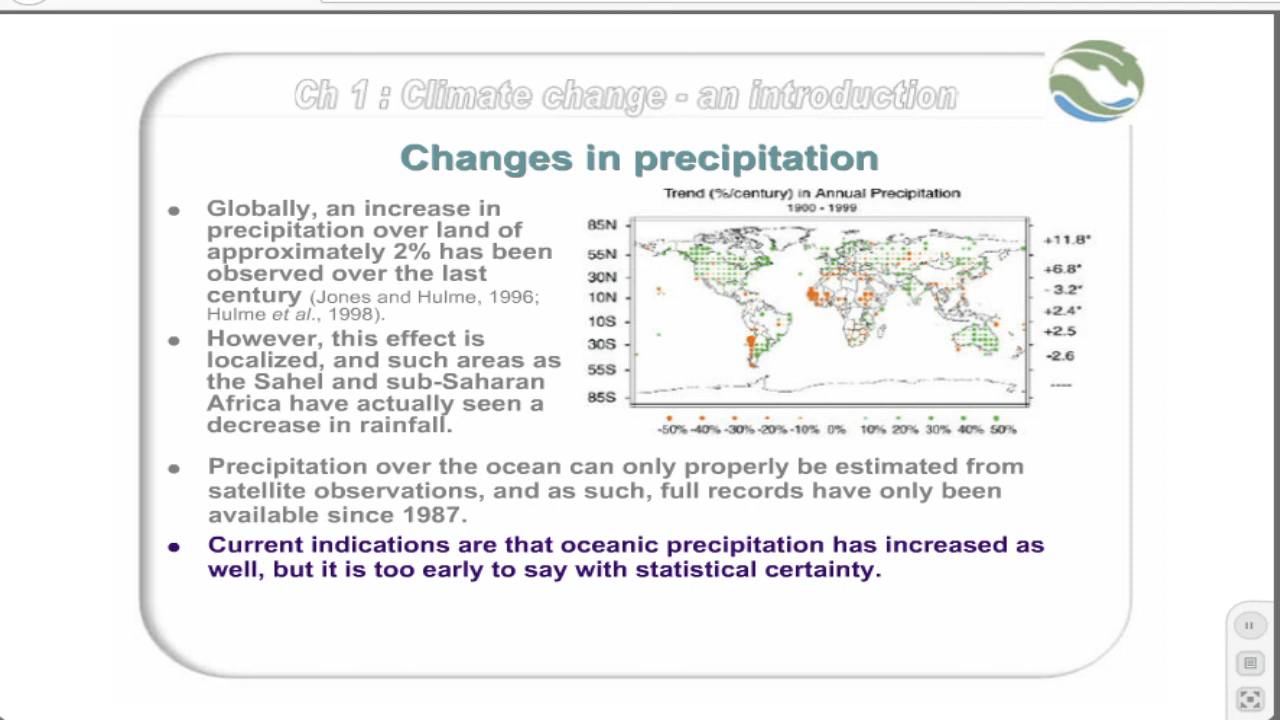 Ch 1 : Climate change - an introduction
Changes in precipitation
• Globally, an increase in
precipitation over land of
approximately 2% has been
observed over the last
century (Jones and Hulme, 1996;
Hulme et al., 1998).
• However, this effect is
localized, and such areas as
the Sahel and sub-Saharan
Africa have actually seen a
decrease in rainfall.
Trend (%/century) in Annual Precipitation
1900 - 1999
85N
55N
30N
10N
10S
30S
55S
85S
+11.8*
+6.8*
- 3.2*
+2.4*
+2.5
-2.6
----
-50% -40% -30% -20% -10% 0% 10% 20% 30% 40% 50%
• Precipitation over the ocean can only properly be estimated from
satellite observations, and as such, full records have only been
available since 1987.
• Current indications are that oceanic precipitation has increased as
well, but it is too early to say with statistical certainty.